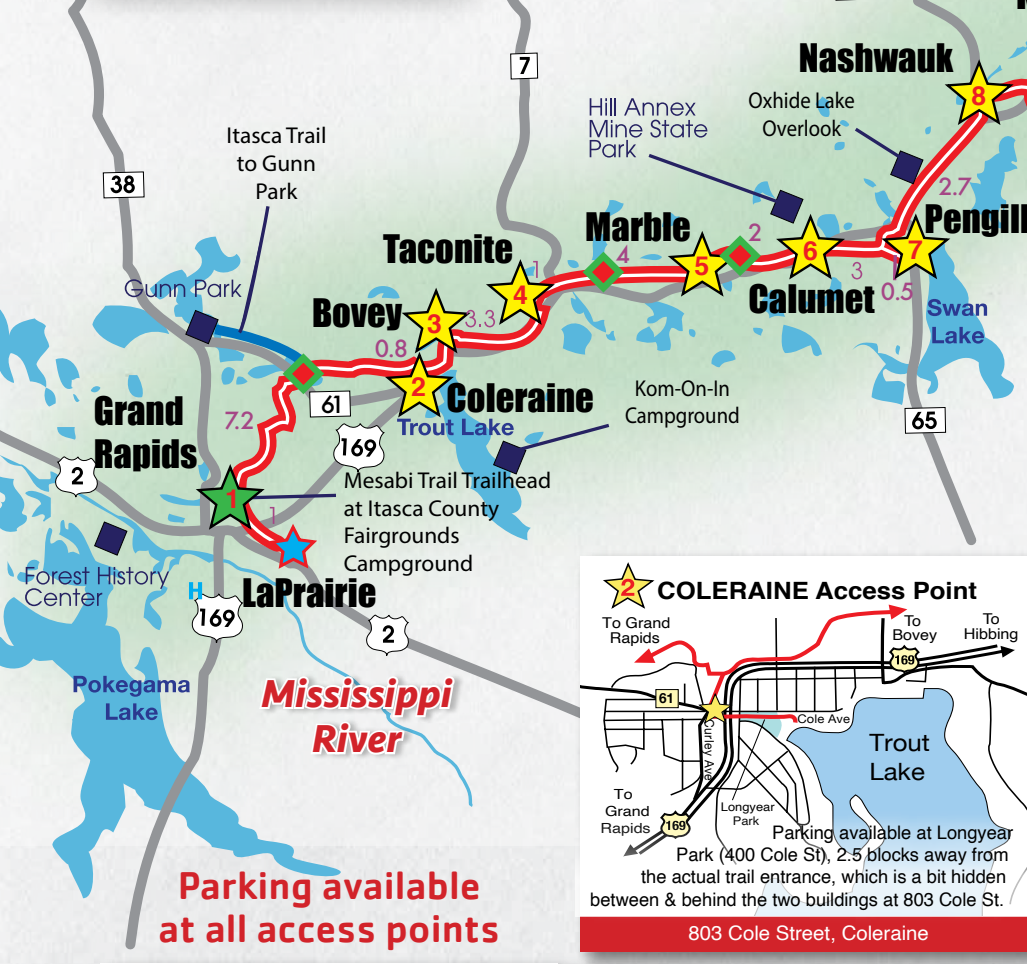 7
Nashwauk
8
Oxhide Lake
Overlook
Hill Annex
Mine State
Park
Itasca Trail
to Gunn
Park
38
2.7
Pengill
Marble
2
Taconite
4
5
6
7
1
3
0.5
Calumet
4
Gunn Park
Bovey
3
3.3
Swan
Lake
0.8
2
Coleraine
Kom-On-In
Campground
61
Grand
Rapids
7.2
Trout Lake
65
169
2
Mesabi Trail Trailhead
at Itasca County
Fairgrounds
Campground
1
1
Forest History
Center
H
LaPrairie
169
2
Pokegama
Lake
Mississippi
River
Parking available
at all access points
2
COLERAINE Access Point
To Grand
Rapids
To
Bovey
To
Hibbing
169
61
Cole Ave
Curley Ave
Trout
Lake
To
Grand
Rapids
169
Longyear
Park
Parking available at Longyear
Park (400 Cole St), 2.5 blocks away from
the actual trail entrance, which is a bit hidden
between & behind the two buildings at 803 Cole St.
803 Cole Street, Coleraine